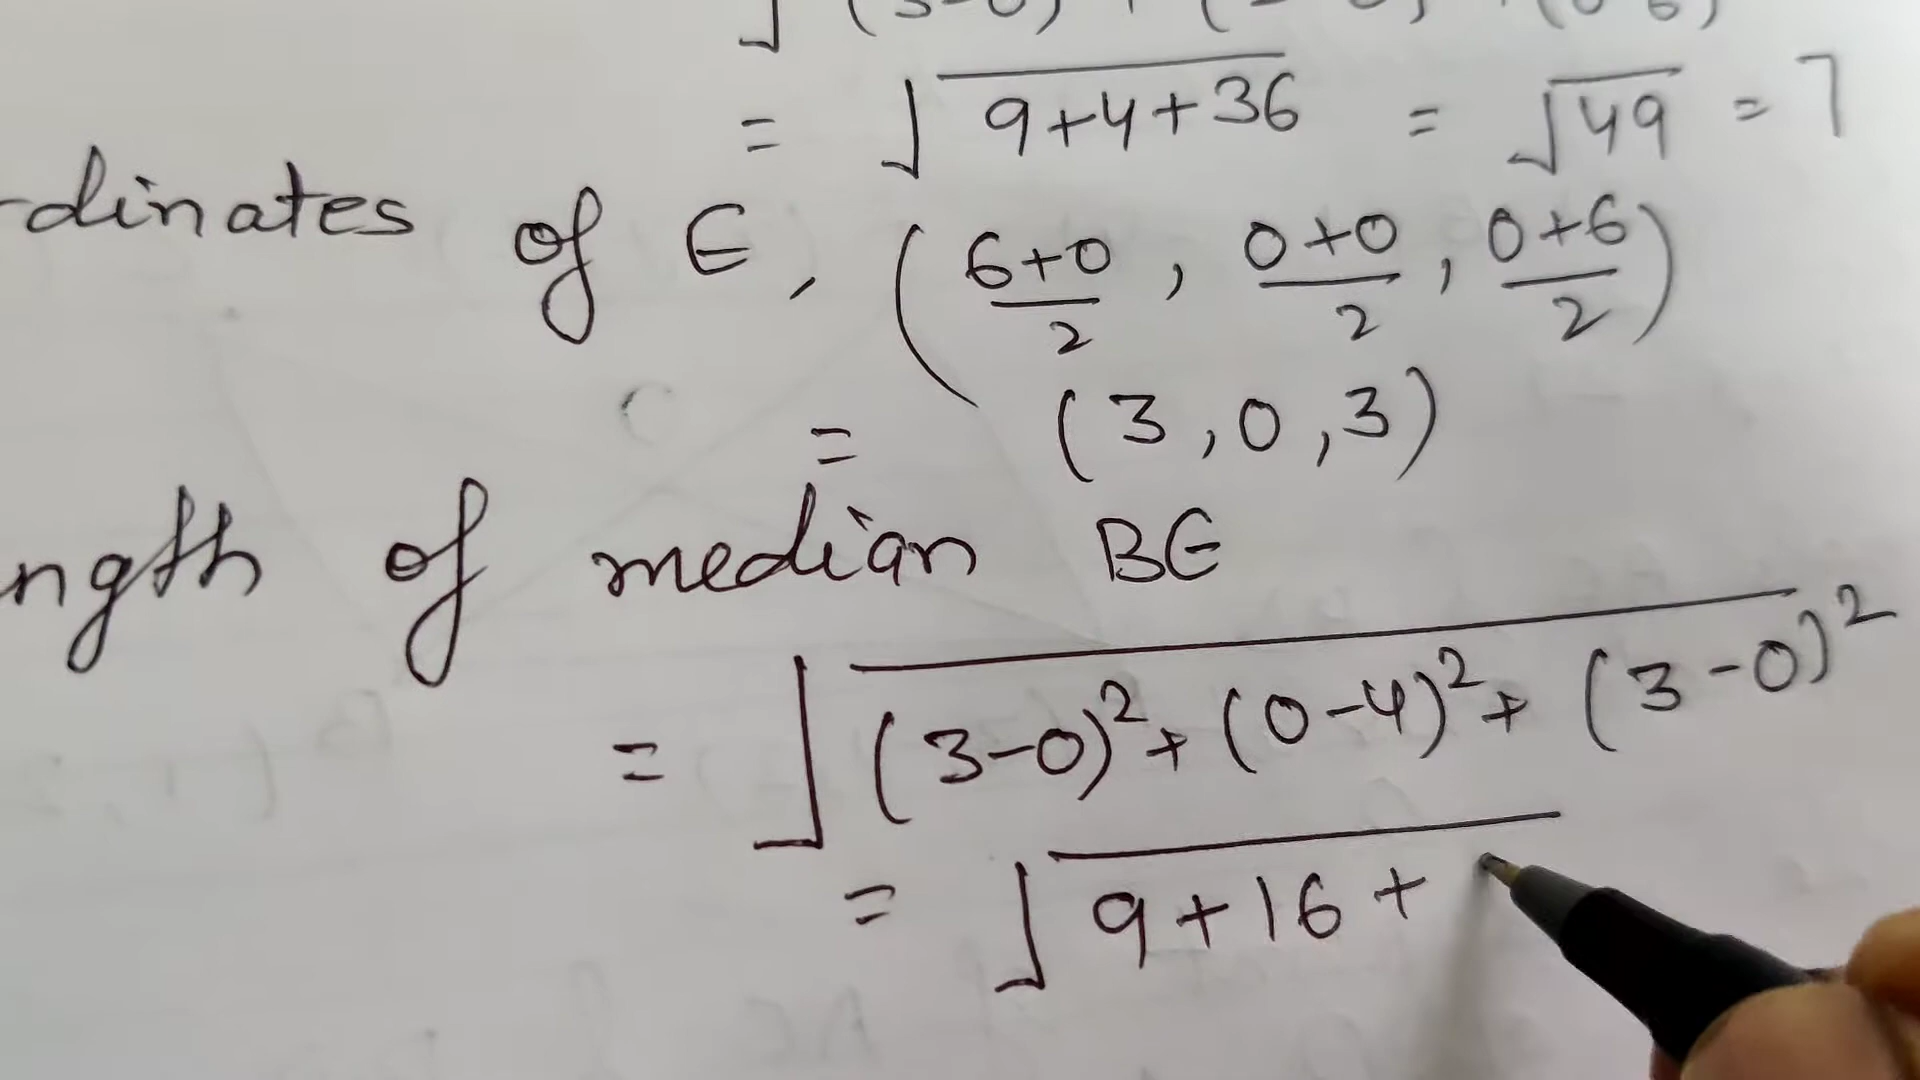 = √9+4+36 = √49 = 7
-dinates of E, (6+0/2, 0+0/2, 0+6/2)
= (3, 0, 3)
ngth of median BE
= √(3-0)²+(0-4)²+(3-0)²
= √9+16+